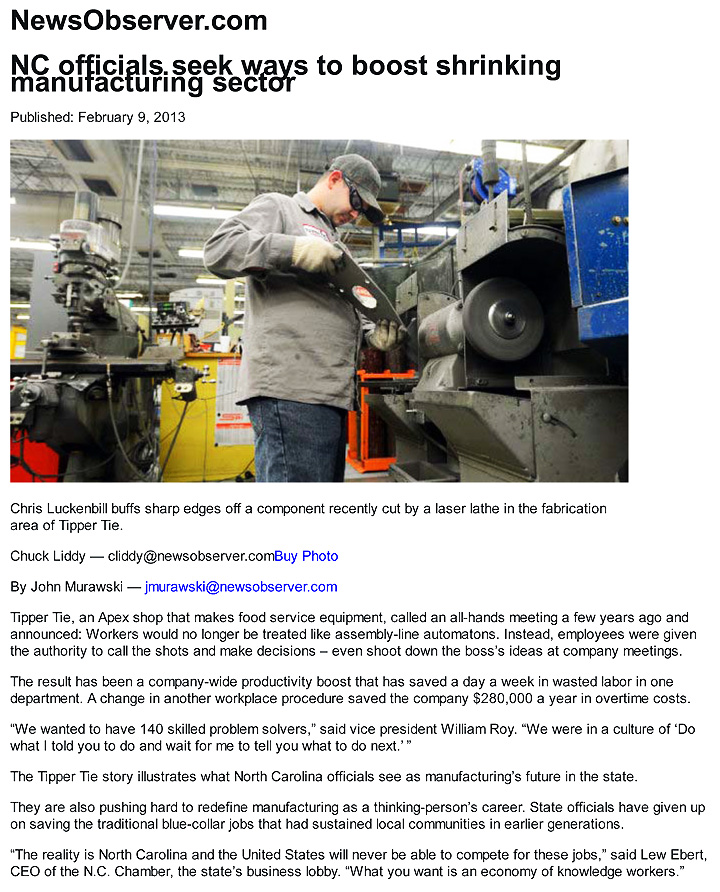 NewsObserver.com
NC officials seek ways to boost shrinking
manufacturing sector
Published: February 9, 2013
Chris Luckenbill buffs sharp edges off a component recently cut by a laser lathe in the fabrication
area of Tipper Tie.
Chuck Liddy — cliddy@newsobserver.comBuy Photo
By John Murawski — jmurawski@newsobserver.com
Tipper Tie, an Apex shop that makes food service equipment, called an all-hands meeting a few years ago and
announced: Workers would no longer be treated like assembly-line automatons. Instead, employees were given
the authority to call the shots and make decisions – even shoot down the boss’s ideas at company meetings.
The result has been a company-wide productivity boost that has saved a day a week in wasted labor in one
department. A change in another workplace procedure saved the company $280,000 a year in overtime costs.
“We wanted to have 140 skilled problem solvers,” said vice president William Roy. “We were in a culture of ‘Do
what I told you to do and wait for me to tell you what to do next.’ ”
The Tipper Tie story illustrates what North Carolina officials see as manufacturing’s future in the state.
They are also pushing hard to redefine manufacturing as a thinking-person’s career. State officials have given up
on saving the traditional blue-collar jobs that had sustained local communities in earlier generations.
“The reality is North Carolina and the United States will never be able to compete for these jobs,” said Lew Ebert,
CEO of the N.C. Chamber, the state’s business lobby. “What you want is an economy of knowledge workers.”